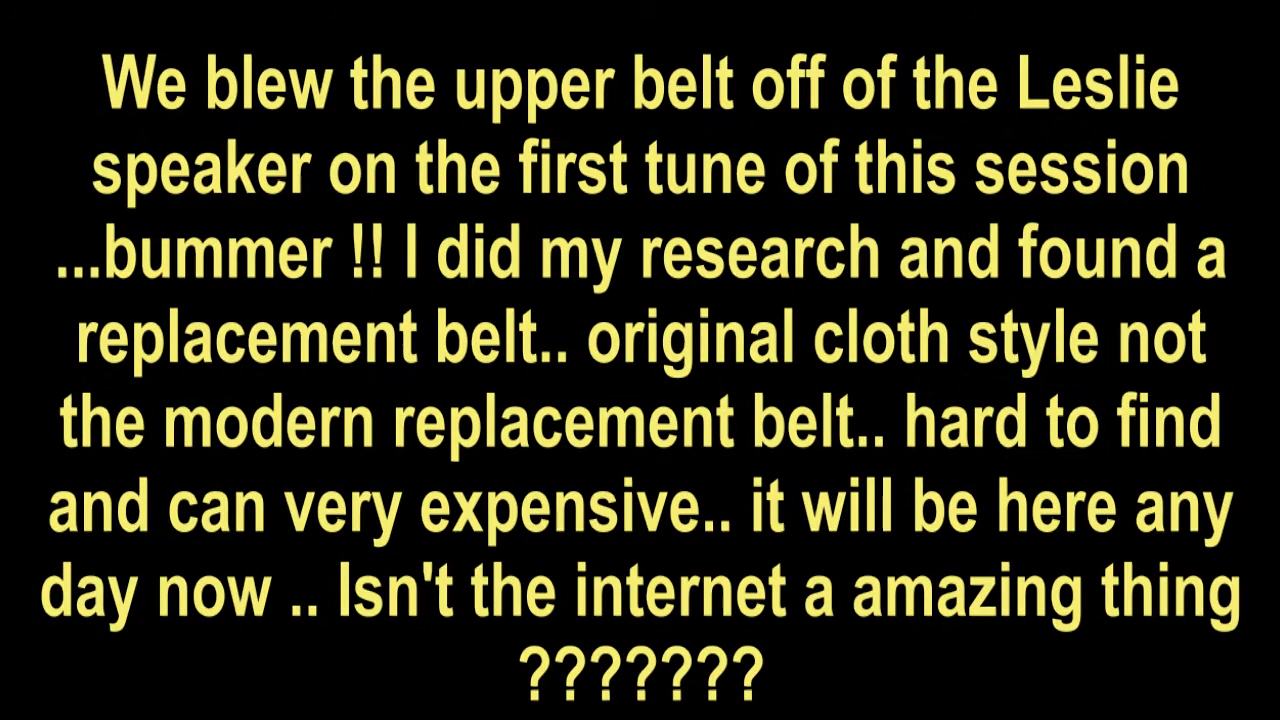 We blew the upper belt off of the Leslie
speaker on the first tune of this session
...bummer !! I did my research and found a
replacement belt.. original cloth style not
the modern replacement belt.. hard to find
and can very expensive.. it will be here any
day now .. Isn't the internet a amazing thing
???????